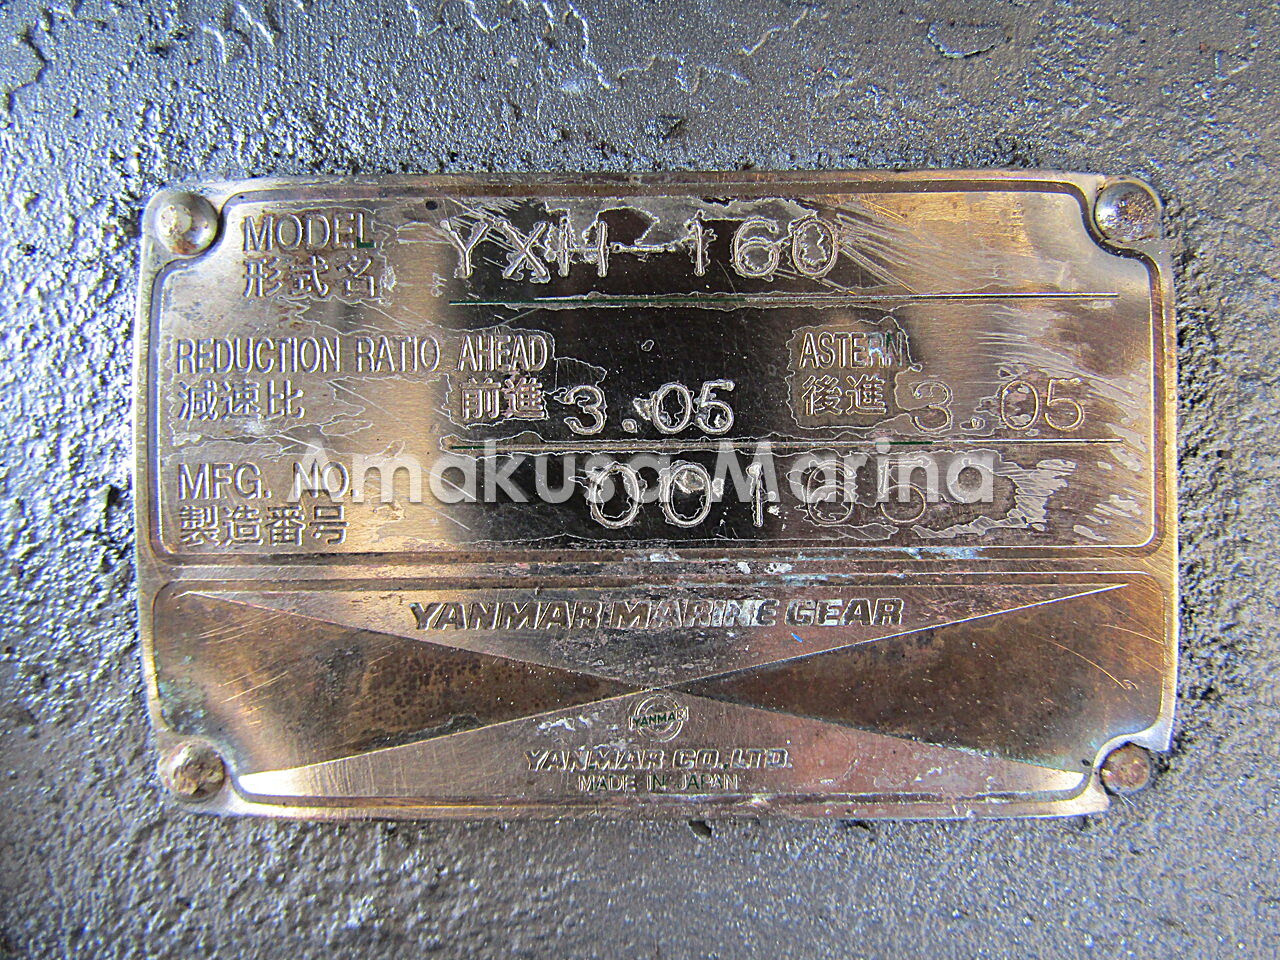 MODEL YXH-160
形式名
REDUCTION RATIO AHEAD ASTERN
減速比 前進 3.05 後進 3.05
Amakusa Marina
MFG. NO.
製造番号
YANMAR MARINE GEAR
YANMAR
YANMAR CO.,LTD.
MADE IN JAPAN